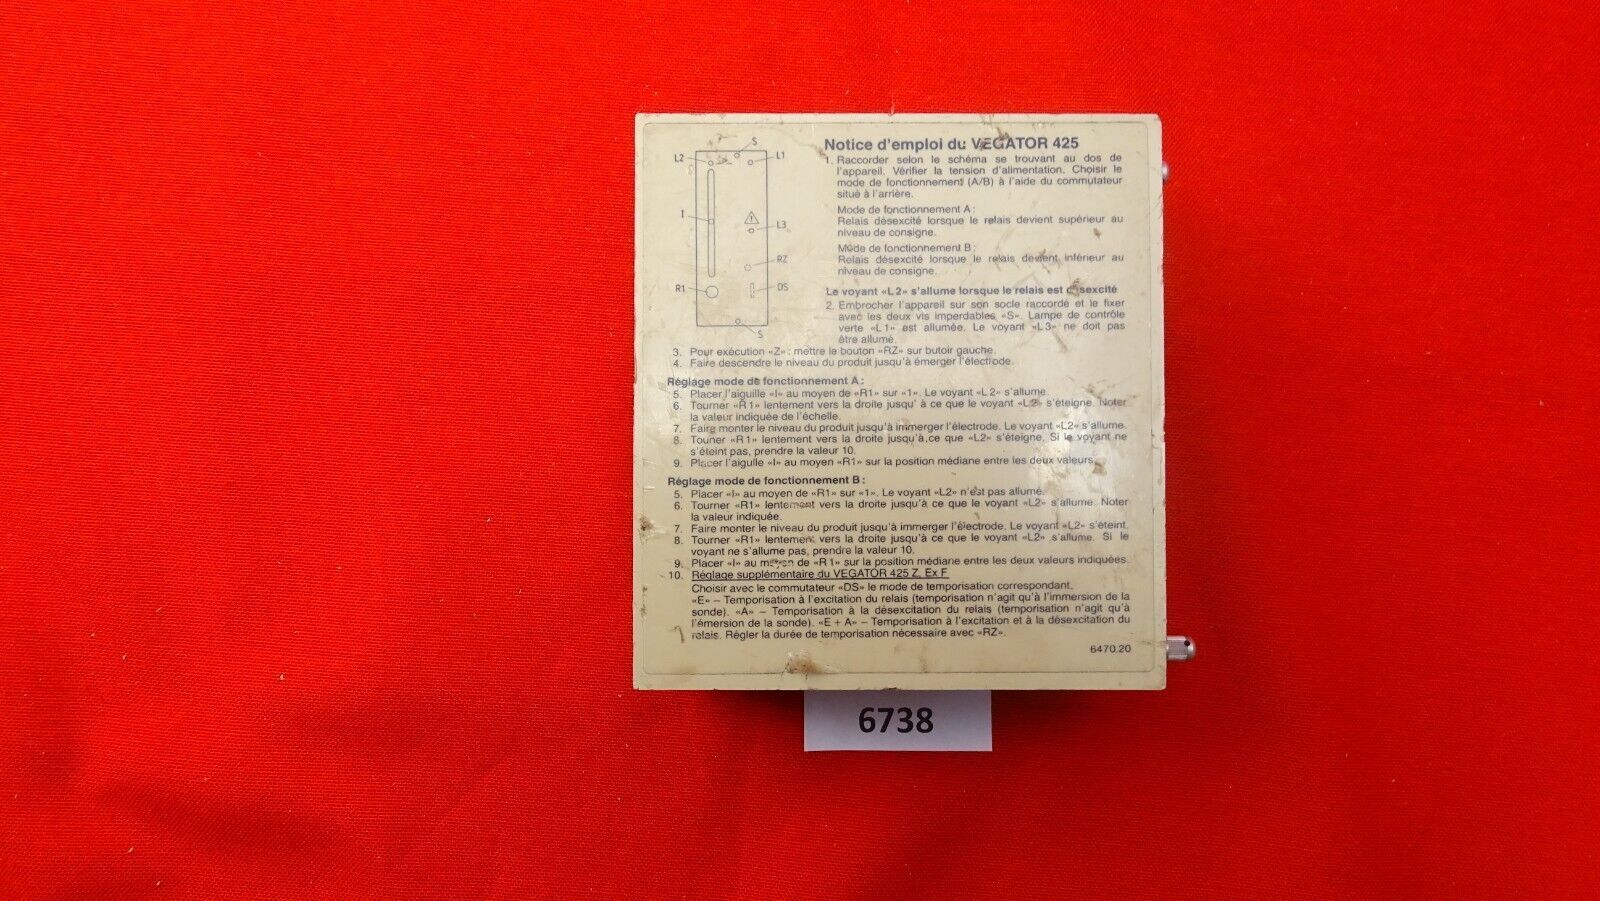 L2
S
L1
I
L3
RZ
R1
DS
S
Notice d'emploi du VEGATOR 425
1. Raccorder selon le schéma se trouvant au dos de
l'appareil. Vérifier la tension d'alimentation. Choisir le
mode de fonctionnement (A/B) à l'aide du commutateur
situé à l'arrière.
Mode de fonctionnement A:
Relais désexcité lorsque le relais devient supérieur au
niveau de consigne.
Mode de fonctionnement B:
Relais désexcité lorsque le relais devient inférieur au
niveau de consigne.
Le voyant «L2» s'allume lorsque le relais est désexcité
2. Embrocher l'appareil sur son socle raccordé et le fixer
avec les deux vis imperdables «S». Lampe de contrôle
verte «L1» est allumée. Le voyant «L3» ne doit pas
être allumé.
3. Pour exécution «Z»: mettre le bouton «RZ» sur butoir gauche.
4. Faire descendre le niveau du produit jusqu'à émerger l'électrode.
Réglage mode de fonctionnement A:
5. Placer l'aiguille «I» au moyen de «R1» sur «1». Le voyant «L2» s'allume.
6. Tourner «R1» lentement vers la droite jusqu' à ce que le voyant «L2» s'éteigne. Noter
la valeur indiquée de l'échelle.
7. Faire monter le niveau du produit jusqu'à immerger l'électrode. Le voyant «L2» s'allume.
8. Touner «R1» lentement vers la droite jusqu'à ce que «L2» s'éteigne. Si le voyant ne
s'éteint pas, prendre la valeur 10.
9. Placer l'aigulle «I» au moyen «R1» sur la position médiane entre les deux valeurs.
Réglage mode de fonctionnement B:
5. Placer «I» au moyen de «R1» sur «1». Le voyant «L2» n'est pas allumé.
6. Tourner «R1» lentement vers la droite jusqu'à ce que le voyant «L2» s'allume. Noter
la valeur indiquée.
7. Faire monter le niveau du produit jusqu'à immerger l'électrode. Le voyant «L2» s'éteint.
8. Tourner «R1» lentement vers la droite jusqu'à ce que le voyant «L2» s'allume. Si le
voyant ne s'allume pas, prendre la valeur 10.
9. Placer «I» au moyen de «R1» sur la position médiane entre les deux valeurs indiquées.
10. Réglage supplémentaire du VEGATOR 425 Z, Ex F
Choisir avec le commutateur «DS» le mode de temporisation correspondant.
«E» – Temporisation à l'excitation du relais (temporisation n'agit qu'à l'immersion de la
sonde). «A» – Temporisation à la désexcitation du relais (temporisation n'agit qu'à
l'émersion de la sonde). «E + A» – Temporisation à l'excitation et à la désexcitation du
relais. Régler la durée de temporisation nécessaire avec «RZ».
6470.20
6738